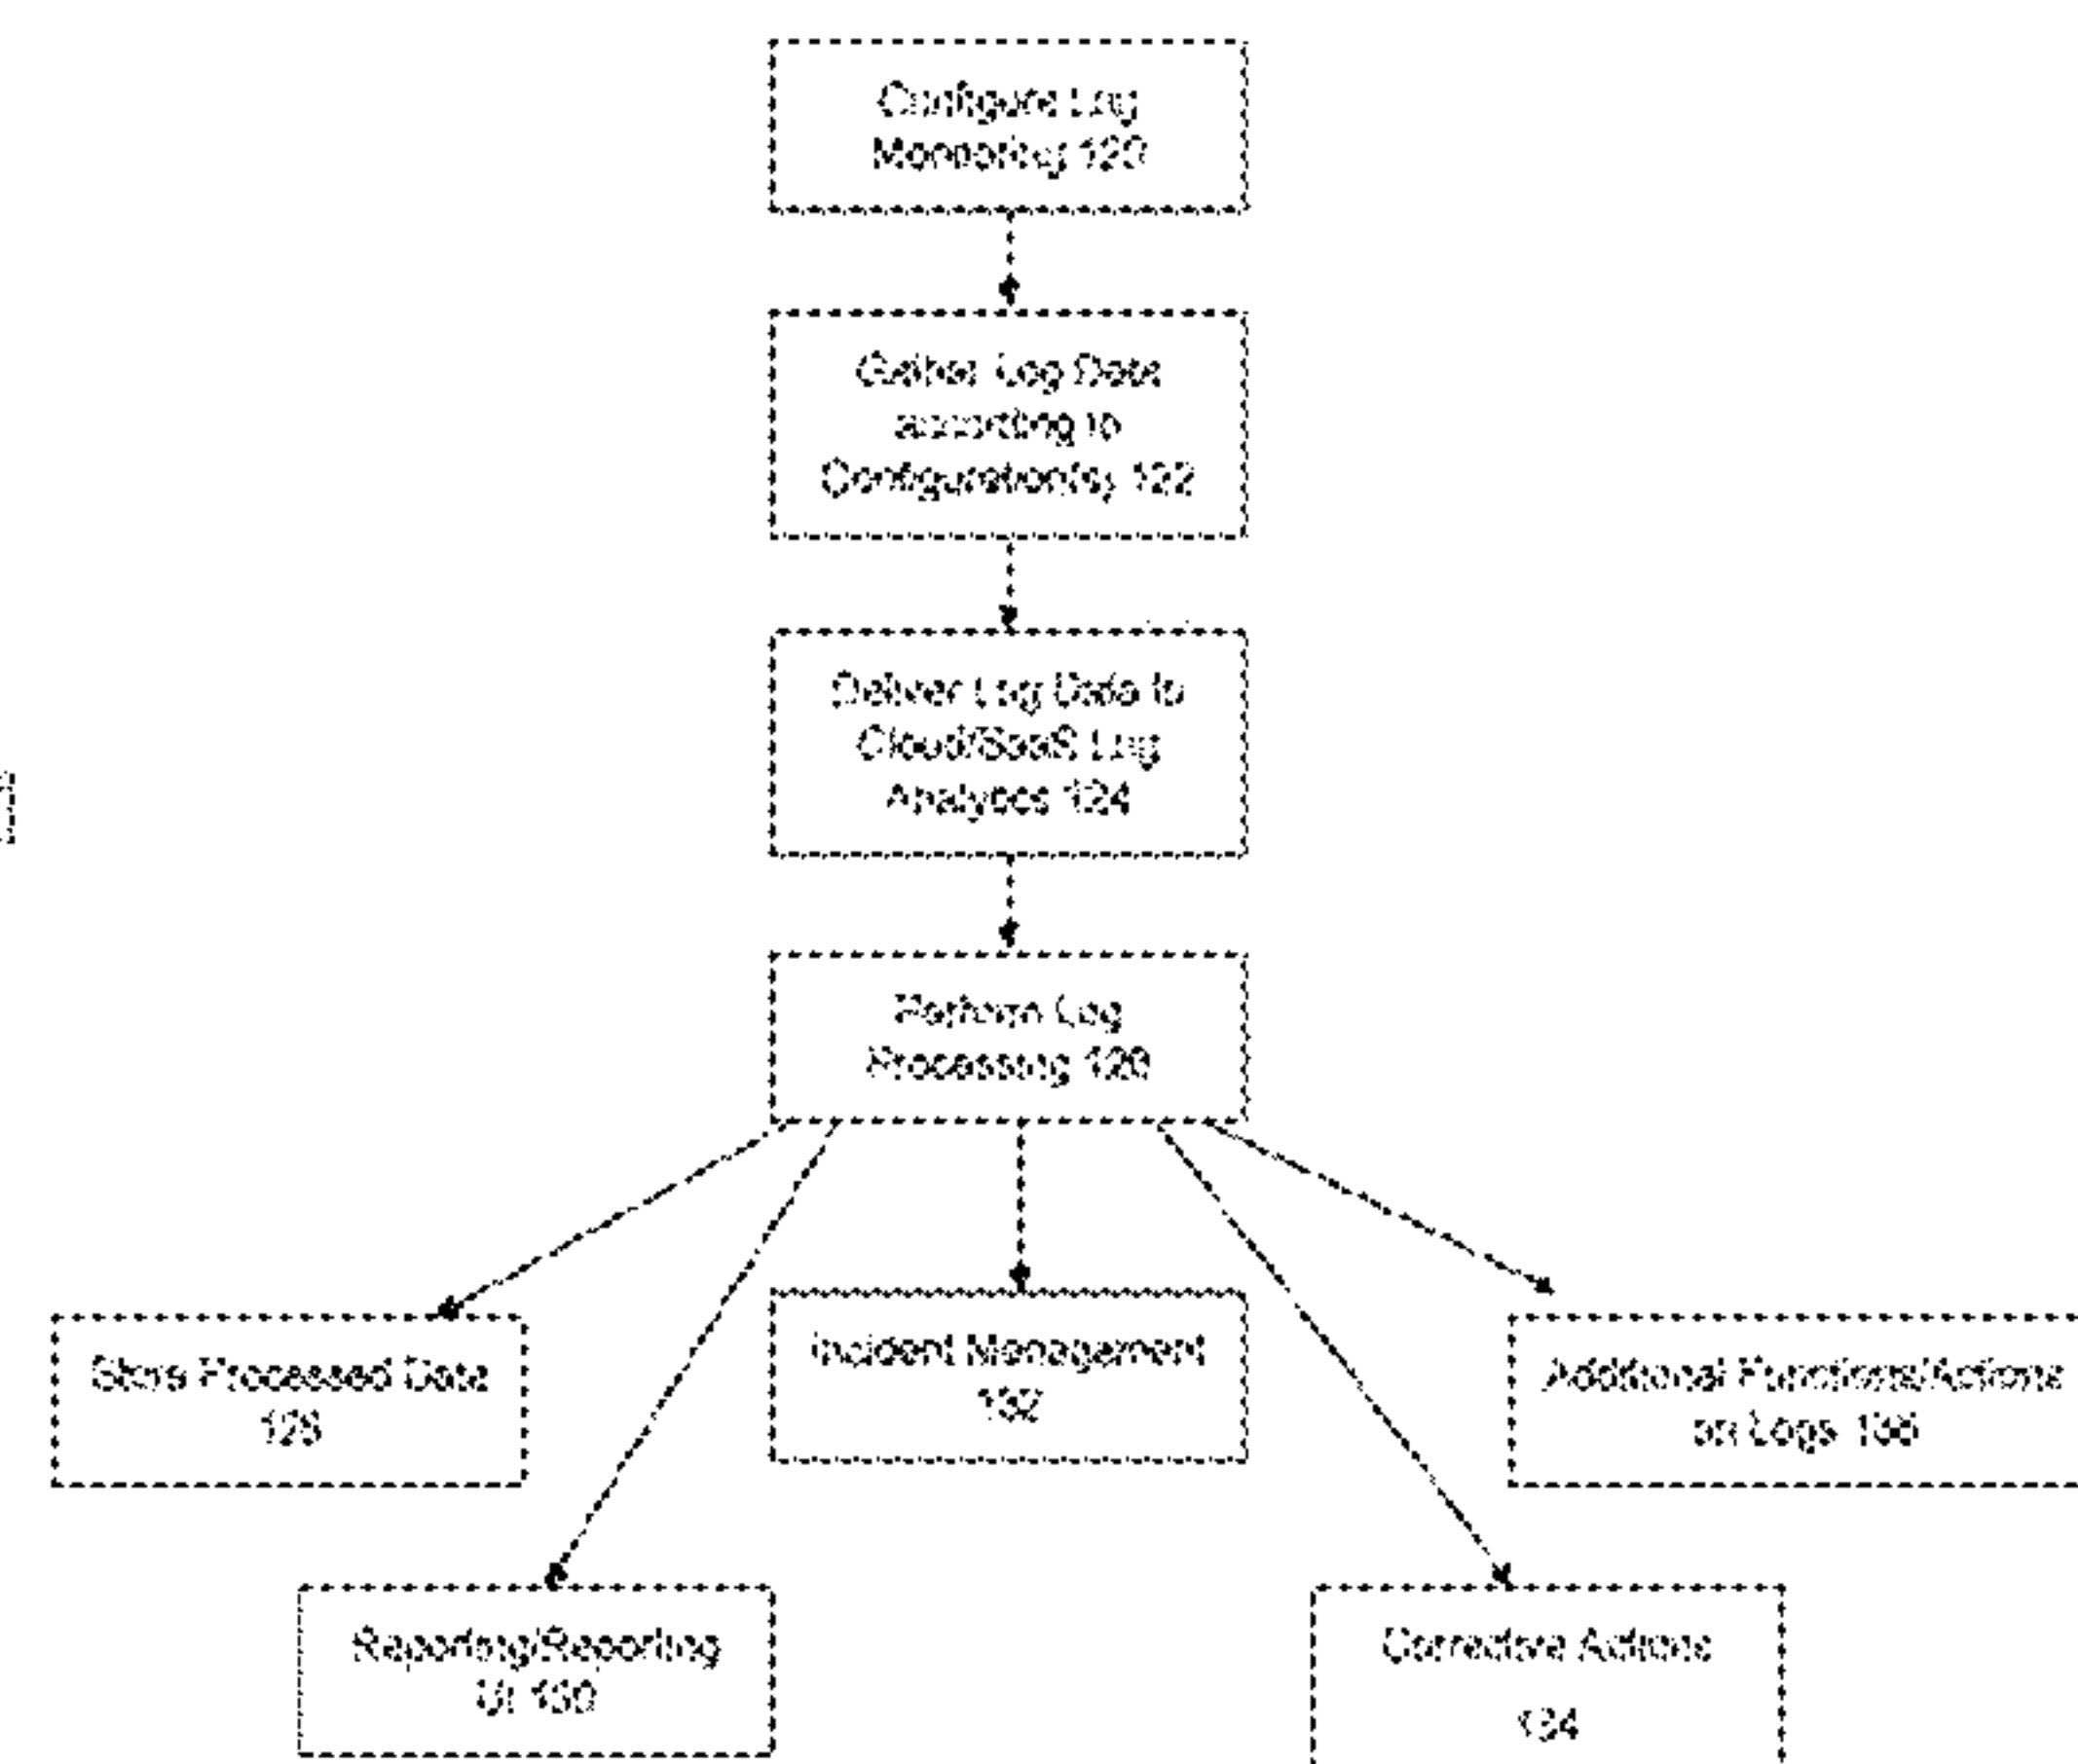 Configure Log
Monitoring 120
Gather Log Data
according to
Configuration(s) 122
Deliver Log Data to
Cloud/SaaS Log
Analytics 124
Perform Log
Processing 126
Store Processed Data
128
Incident Management
132
Additional Functions/Actions
on Logs 136
Reporting/Reporting
UI 130
Corrective Actions
134